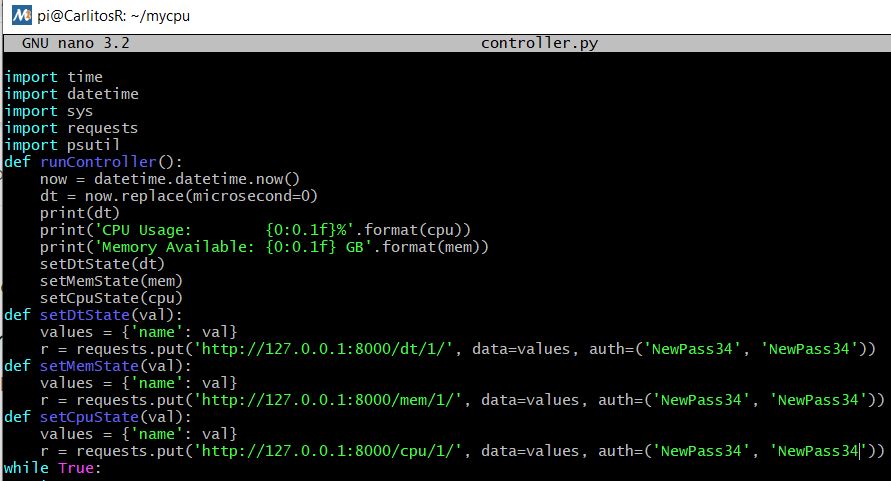 pi@CarlitosR: ~/mycpu
GNU nano 3.2 controller.py
import time
import datetime
import sys
import requests
import psutil
def runController():
    now = datetime.datetime.now()
    dt = now.replace(microsecond=0)
    print(dt)
    print('CPU Usage:        {0:0.1f}%'.format(cpu))
    print('Memory Available: {0:0.1f} GB'.format(mem))
    setDtState(dt)
    setMemState(mem)
    setCpuState(cpu)
def setDtState(val):
    values = {'name': val}
    r = requests.put('http://127.0.0.1:8000/dt/1/', data=values, auth=('NewPass34', 'NewPass34'))
def setMemState(val):
    values = {'name': val}
    r = requests.put('http://127.0.0.1:8000/mem/1/', data=values, auth=('NewPass34', 'NewPass34'))
def setCpuState(val):
    values = {'name': val}
    r = requests.put('http://127.0.0.1:8000/cpu/1/', data=values, auth=('NewPass34', 'NewPass34'))
while True: